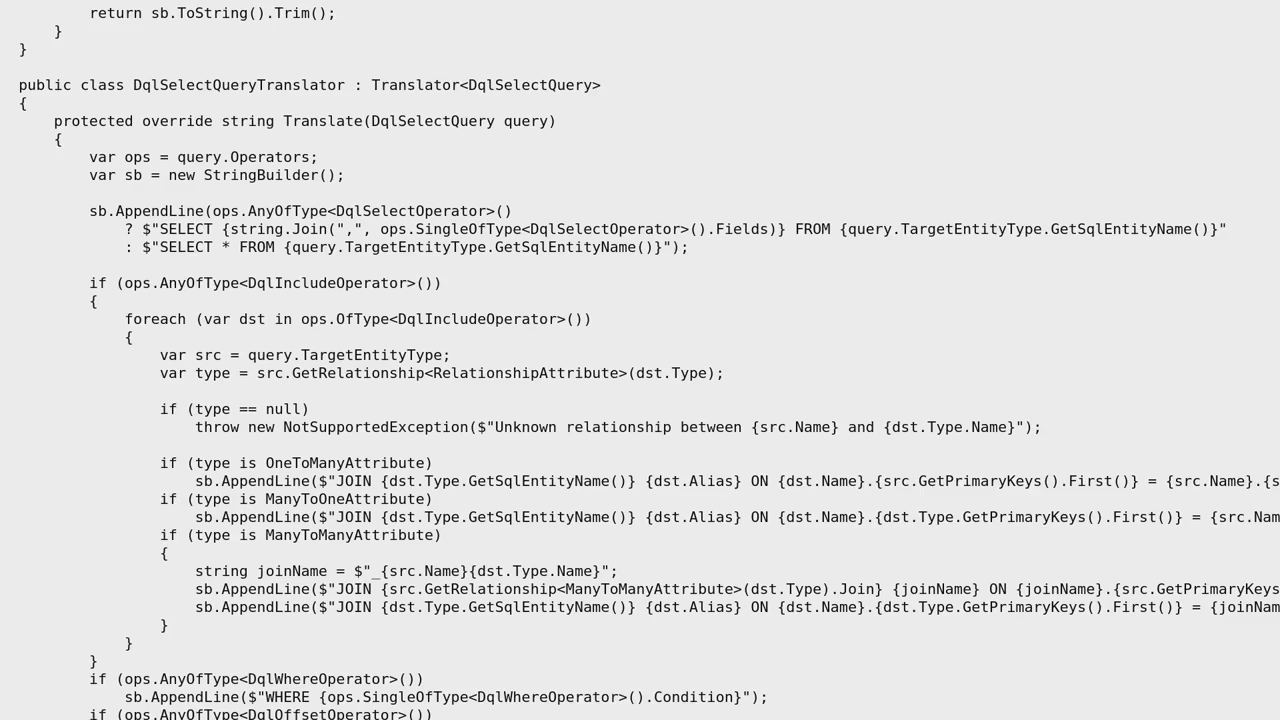 return sb.ToString().Trim();
    }
}

public class DqlSelectQueryTranslator : Translator<DqlSelectQuery>
{
    protected override string Translate(DqlSelectQuery query)
    {
        var ops = query.Operators;
        var sb = new StringBuilder();

        sb.AppendLine(ops.AnyOfType<DqlSelectOperator>()
            ? $"SELECT {string.Join(",", ops.SingleOfType<DqlSelectOperator>().Fields)} FROM {query.TargetEntityType.GetSqlEntityName()}"
            : $"SELECT * FROM {query.TargetEntityType.GetSqlEntityName()}");

        if (ops.AnyOfType<DqlIncludeOperator>())
        {
            foreach (var dst in ops.OfType<DqlIncludeOperator>())
            {
                var src = query.TargetEntityType;
                var type = src.GetRelationship<RelationshipAttribute>(dst.Type);

                if (type == null)
                    throw new NotSupportedException($"Unknown relationship between {src.Name} and {dst.Type.Name}");

                if (type is OneToManyAttribute)
                    sb.AppendLine($"JOIN {dst.Type.GetSqlEntityName()} {dst.Alias} ON {dst.Name}.{src.GetPrimaryKeys().First()} = {src.Name}.{s
                if (type is ManyToOneAttribute)
                    sb.AppendLine($"JOIN {dst.Type.GetSqlEntityName()} {dst.Alias} ON {dst.Name}.{dst.Type.GetPrimaryKeys().First()} = {src.Nam
                if (type is ManyToManyAttribute)
                {
                    string joinName = $"_{src.Name}{dst.Type.Name}";
                    sb.AppendLine($"JOIN {src.GetRelationship<ManyToManyAttribute>(dst.Type).Join} {joinName} ON {joinName}.{src.GetPrimaryKeys
                    sb.AppendLine($"JOIN {dst.Type.GetSqlEntityName()} {dst.Alias} ON {dst.Name}.{dst.Type.GetPrimaryKeys().First()} = {joinNam
                }
            }
        }
        if (ops.AnyOfType<DqlWhereOperator>())
            sb.AppendLine($"WHERE {ops.SingleOfType<DqlWhereOperator>().Condition}");
        if (ops.AnyOfType<DqlOffsetOperator>())